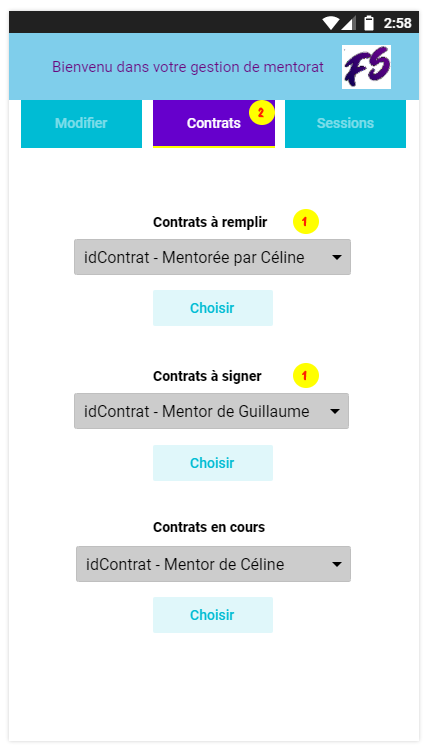 2:58
Bienvenu dans votre gestion de mentorat FS
Modifier Contrats 2 Sessions
Contrats à remplir 1
idContrat - Mentorée par Céline
Choisir
Contrats à signer 1
idContrat - Mentor de Guillaume
Choisir
Contrats en cours
idContrat - Mentor de Céline
Choisir